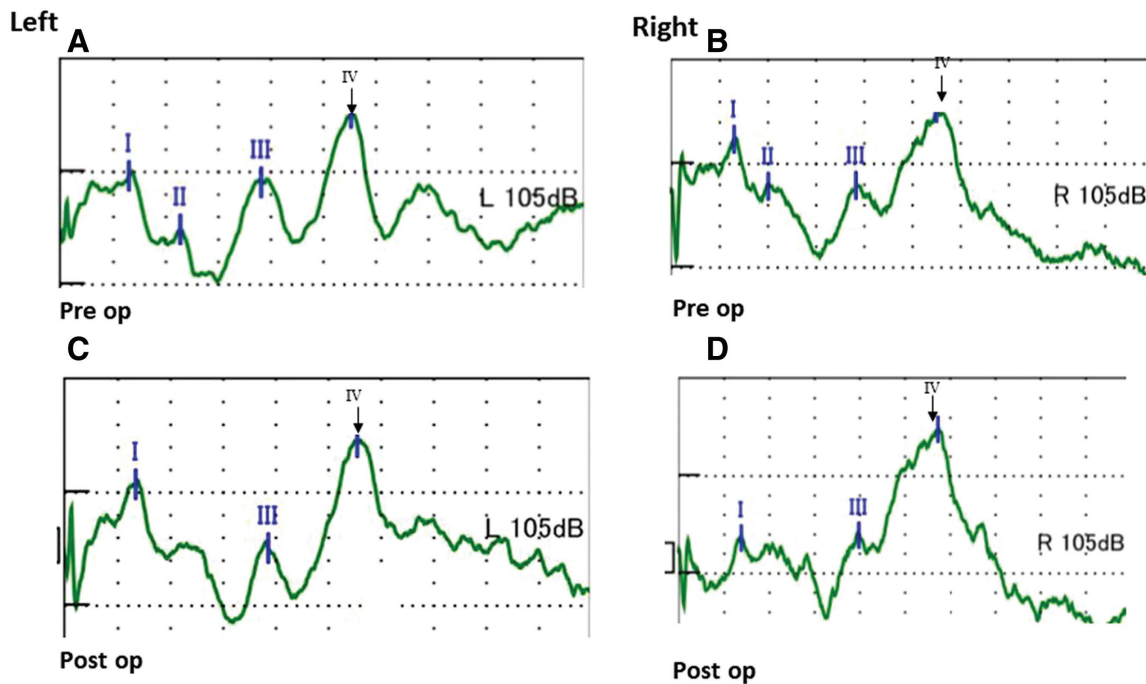 Left
A
IV
I
III
II
L 105dB
Pre op
Right
B
IV
I
II
III
R 105dB
Pre op
C
IV
I
III
L 105dB
Post op
D
IV
I
III
R 105dB
Post op